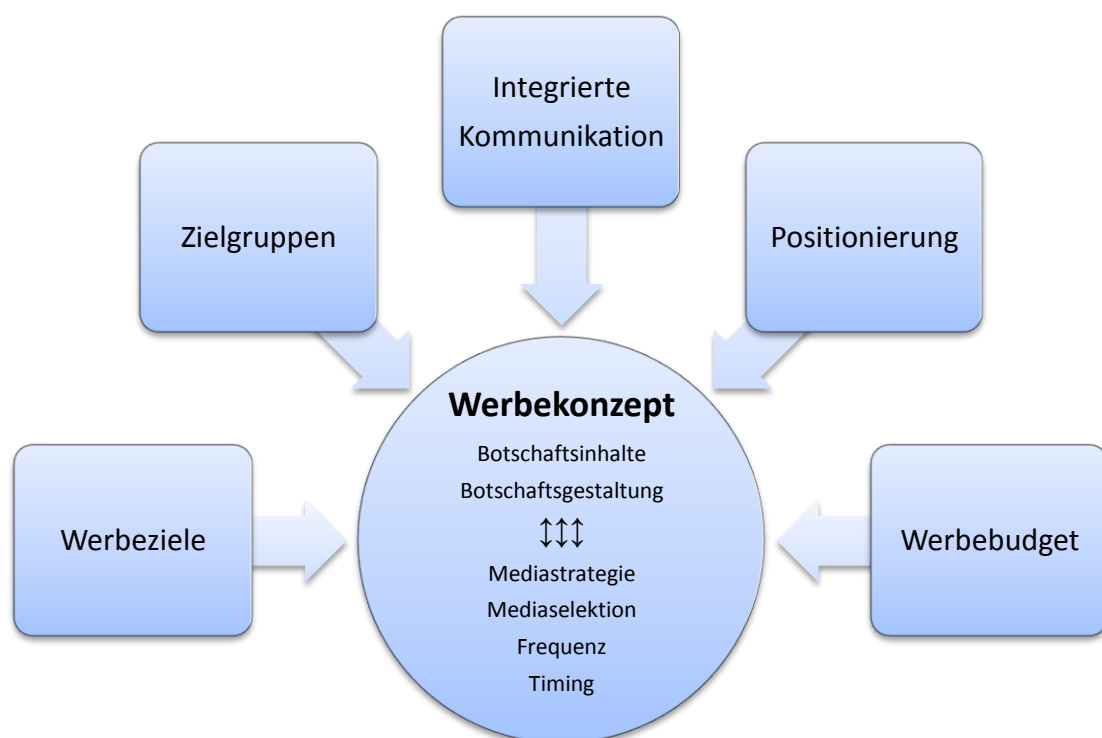 Integrierte
Kommunikation
Zielgruppen
Positionierung
Werbekonzept
Botschaftsinhalte
Botschaftsgestaltung
↕↕↕
Mediastrategie
Mediaselektion
Frequenz
Timing
Werbeziele
Werbebudget